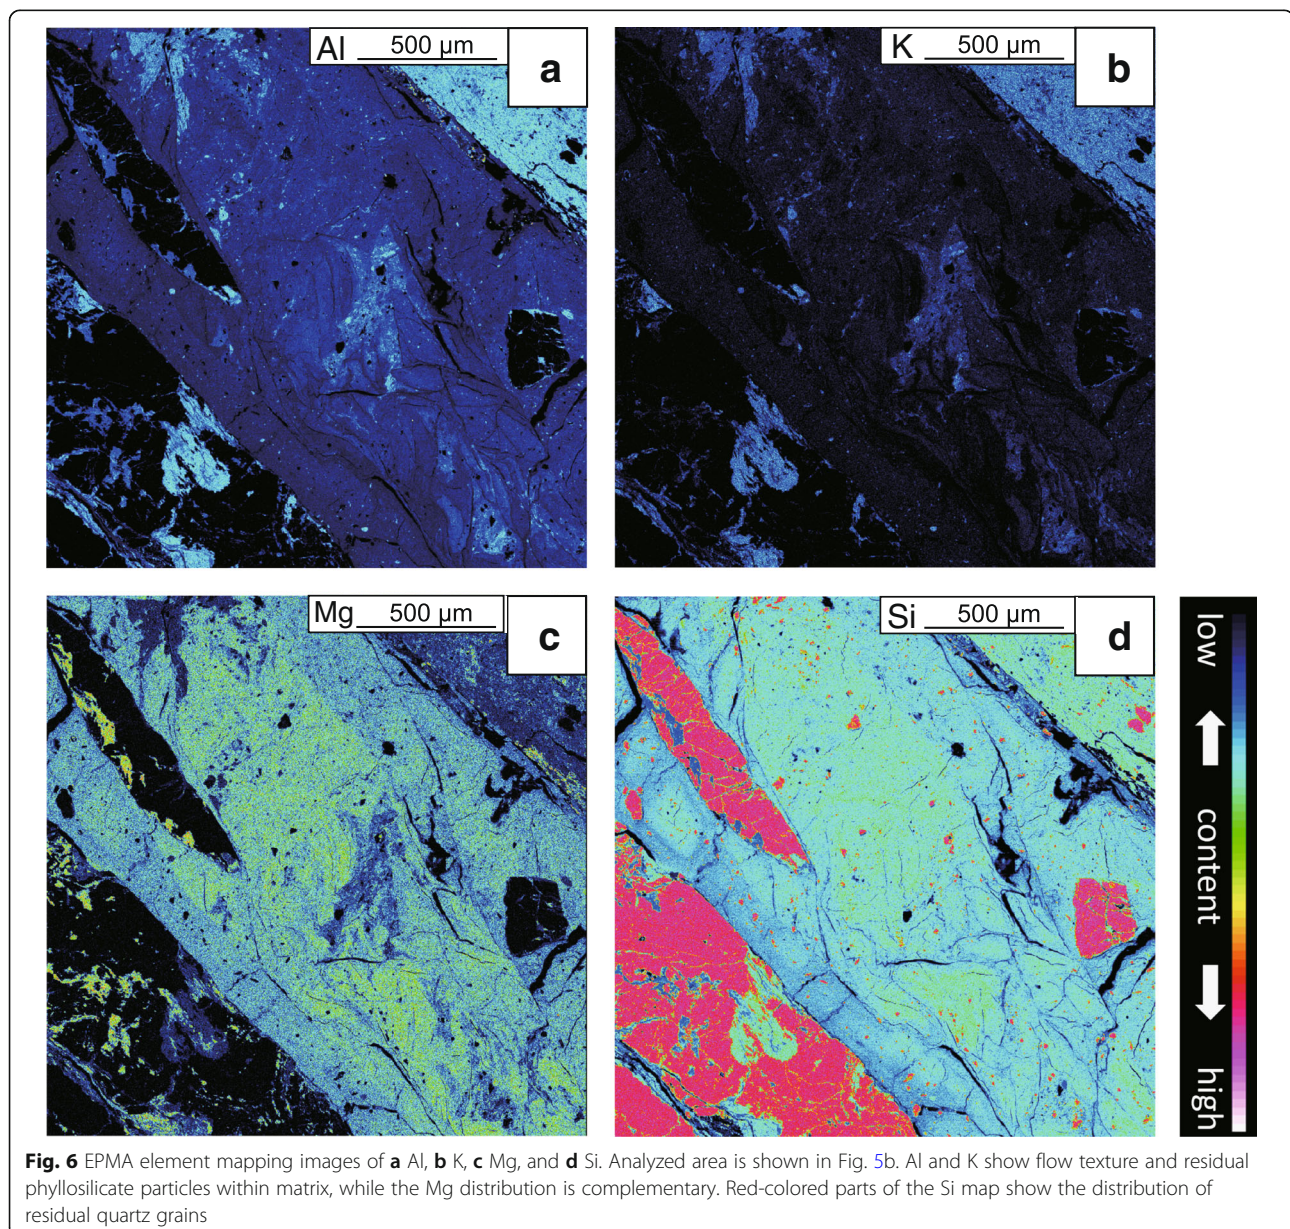 Al 500 µm a
K 500 µm b
Mg 500 µm c
Si 500 µm d
low
content
high
Fig. 6 EPMA element mapping images of a Al, b K, c Mg, and d Si. Analyzed area is shown in Fig. 5b. Al and K show flow texture and residual
phyllosilicate particles within matrix, while the Mg distribution is complementary. Red-colored parts of the Si map show the distribution of
residual quartz grains